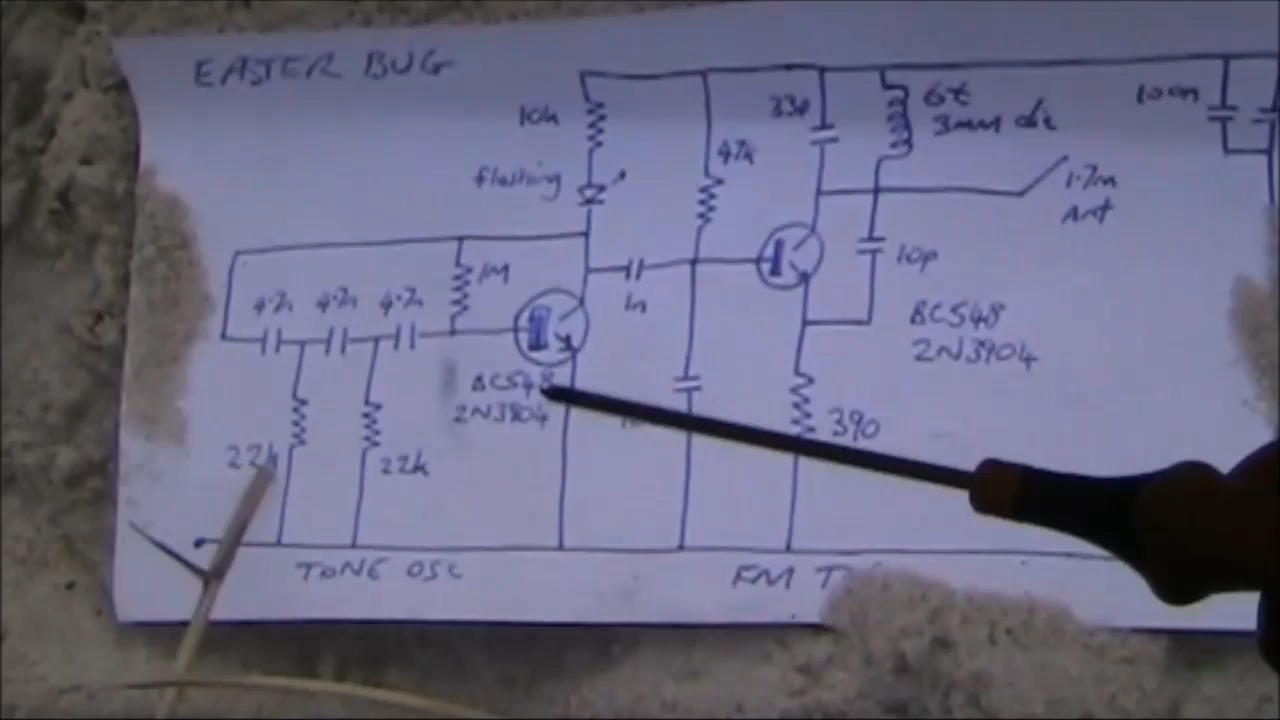 EASTER BUG
10k
flashing
47k
33p
6t
3mm dia
100n
1.7m
Ant
1M
4.7n 4.7n 4.7n
1n
10p
BC548
2N3904
BC548
2N3904
390
22k
22k
TONE OSC
FM